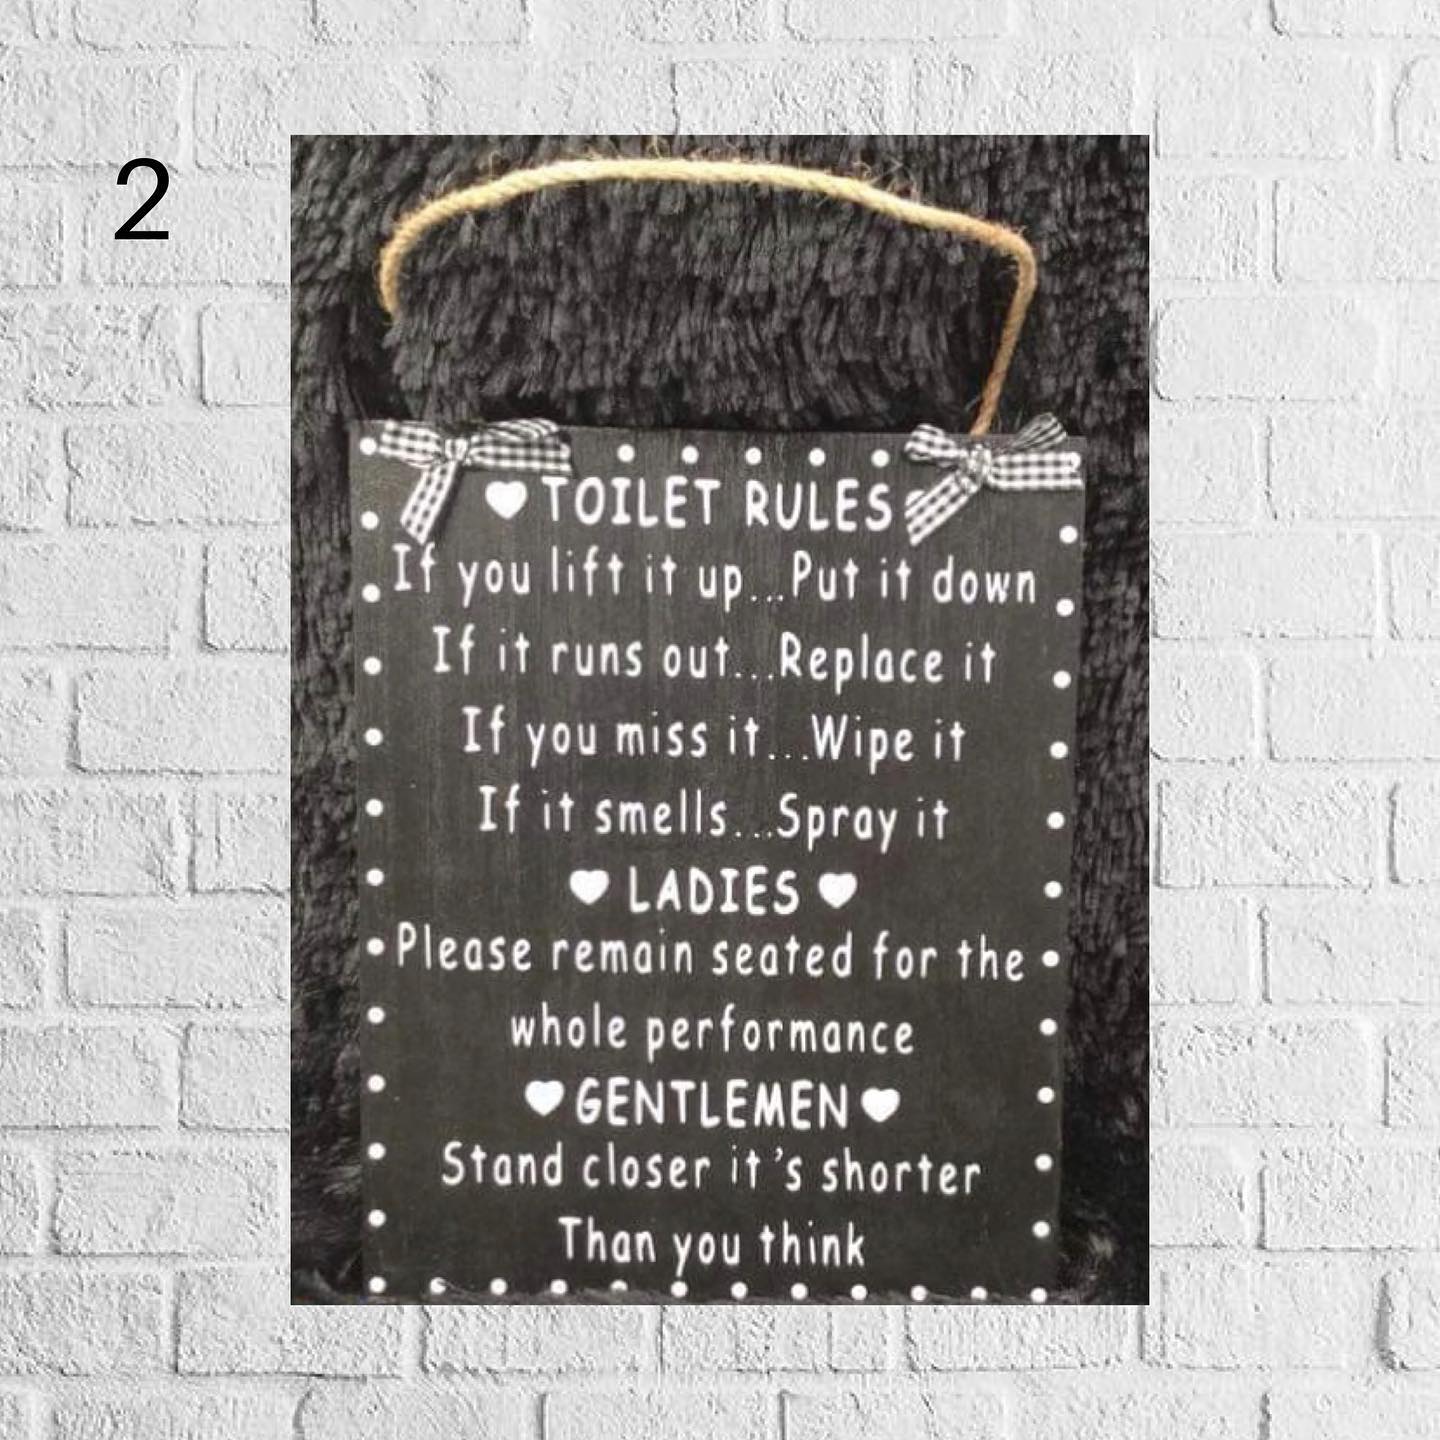 2
TOILET RULES
If you lift it up...Put it down
If it runs out...Replace it
If you miss it...Wipe it
If it smells...Spray it
LADIES
Please remain seated for the
whole performance
GENTLEMEN
Stand closer it's shorter
Than you think